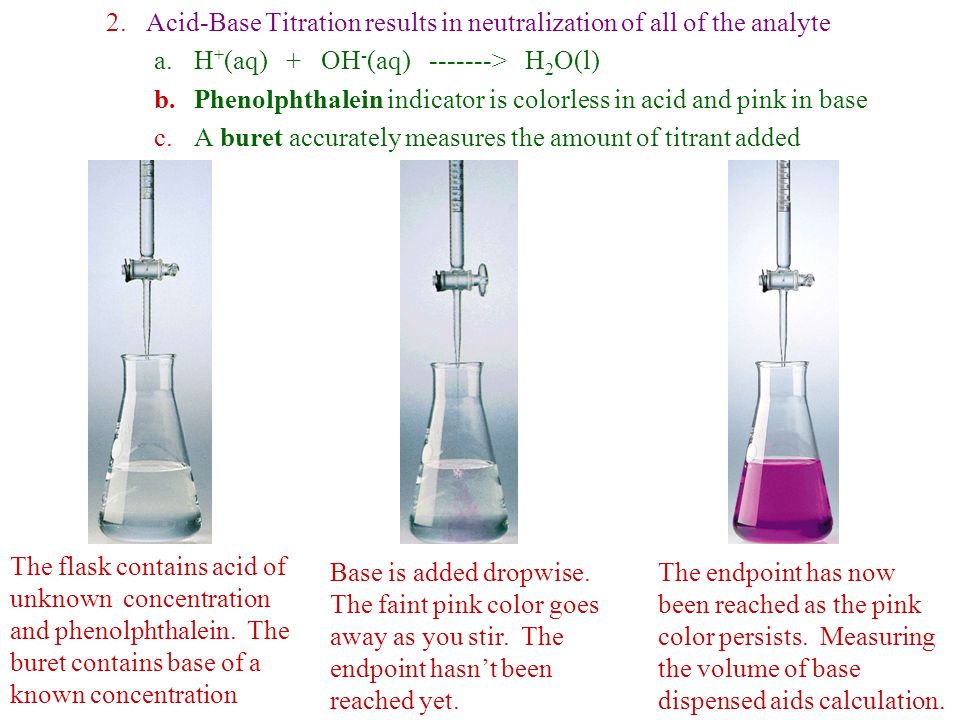 2. Acid-Base Titration results in neutralization of all of the analyte
a. H⁺(aq) + OH⁻(aq) -------> H₂O(l)
b. Phenolphthalein indicator is colorless in acid and pink in base
c. A buret accurately measures the amount of titrant added
The flask contains acid of
unknown concentration
and phenolphthalein. The
buret contains base of a
known concentration
Base is added dropwise.
The faint pink color goes
away as you stir. The
endpoint hasn't been
reached yet.
The endpoint has now
been reached as the pink
color persists. Measuring
the volume of base
dispensed aids calculation.